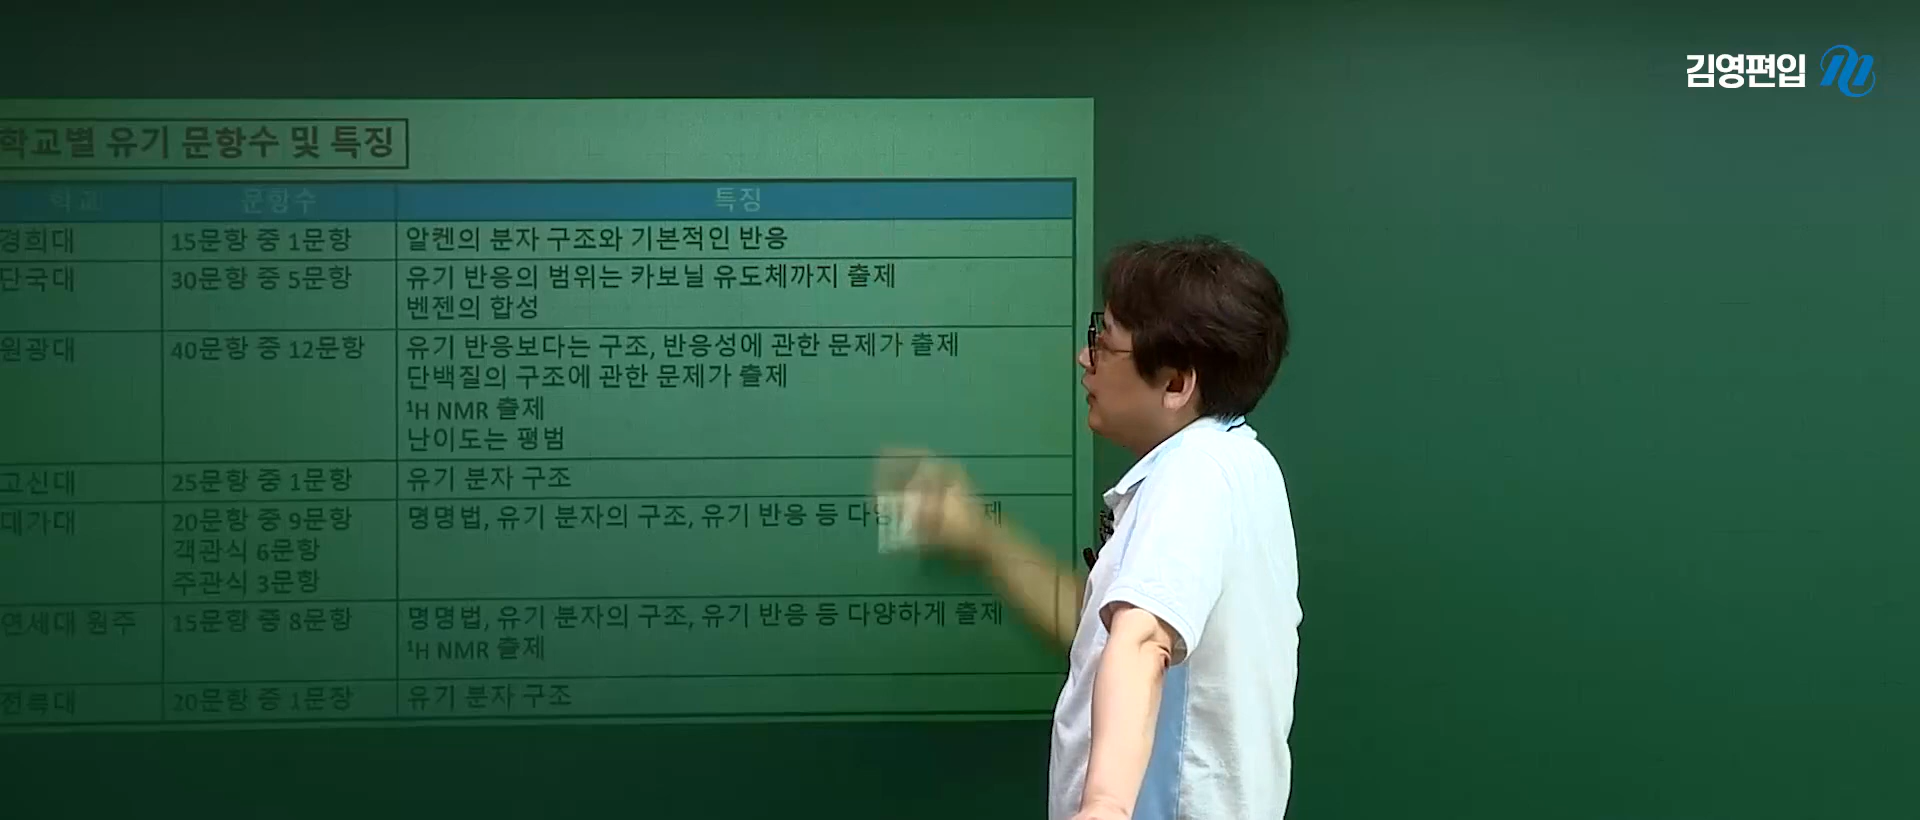 김영편입
학교별 유기 문항수 및 특징
학교 문항수 특징
경희대 15문항 중 1문항 알켄의 분자 구조와 기본적인 반응
단국대 30문항 중 5문항 유기 반응의 범위는 카보닐 유도체까지 출제
벤젠의 합성
원광대 40문항 중 12문항 유기 반응보다는 구조, 반응성에 관한 문제가 출제
단백질의 구조에 관한 문제가 출제
¹H NMR 출제
난이도는 평범
고신대 25문항 중 1문항 유기 분자 구조
대가대 20문항 중 9문항 명명법, 유기 분자의 구조, 유기 반응 등
객관식 6문항
주관식 3문항
연세대 원주 15문항 중 8문항 명명법, 유기 분자의 구조, 유기 반응 등 다양하게 출제
¹H NMR 출제
20문항 중 1문장 유기 분자 구조